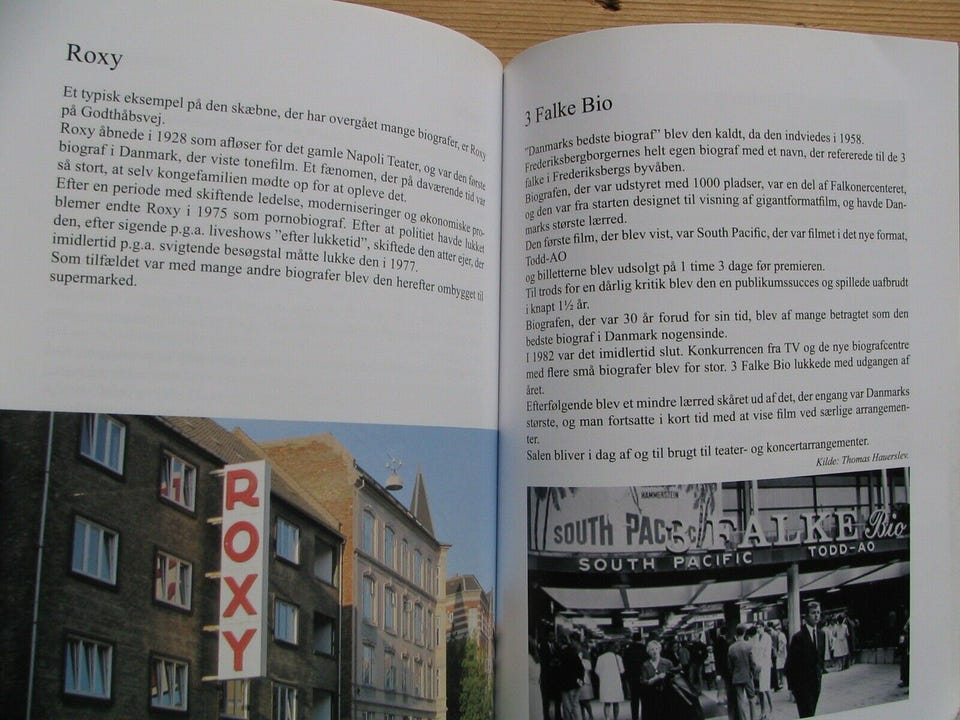 Roxy
Et typisk eksempel på den skæbne, der har overgået mange biografer, er Roxy
på Godthåbsvej.
Roxy åbnede i 1928 som afløser for det gamle Napoli Teater, og var den første
biograf i Danmark, der viste tonefilm. Et fænomen, der på daværende tid var
så stort, at selv kongefamilien mødte op for at opleve det.
Efter en periode med skiftende ledelse, moderniseringer og økonomiske pro-
blemer endte Roxy i 1975 som pornobiograf. Efter at politiet havde lukket
den, efter sigende p.g.a. liveshows "efter lukketid", skiftede den atter ejer, der
imidlertid p.g.a. svigtende besøgstal måtte lukke den i 1977.
Som tilfældet var med mange andre biografer blev den herefter ombygget til
supermarked.
ROXY
3 Falke Bio
"Danmarks bedste biograf" blev den kaldt, da den indviedes i 1958.
Frederiksbergborgernes helt egen biograf med et navn, der refererede til de 3
falke i Frederiksbergs byvåben.
Biografen, der var udstyret med 1000 pladser, var en del af Falkonercenteret,
og den var fra starten designet til visning af gigantformatfilm, og havde Dan-
marks største lærred.
Den første film, der blev vist, var South Pacific, der var filmet i det nye format,
Todd-AO
og billetterne blev udsolgt på 1 time 3 dage før premieren.
Til trods for en dårlig kritik blev den en publikumssucces og spillede uafbrudt
i knapt 1½ år.
Biografen, der var 30 år forud for sin tid, blev af mange betragtet som den
bedste biograf i Danmark nogensinde.
I 1982 var det imidlertid slut. Konkurrencen fra TV og de nye biografcentre
med flere små biografer blev for stor. 3 Falke Bio lukkede med udgangen af
året.
Efterfølgende blev et mindre lærred skåret ud af det, der engang var Danmarks
største, og man fortsatte i kort tid med at vise film ved særlige arrangemen-
ter.
Salen bliver i dag af og til brugt til teater- og koncertarrangementer.
Kilde: Thomas Hauerslev.
HAMMERSTEIN
SOUTH PAC
3 FALKE Bio
SOUTH PACIFIC TODD-AO